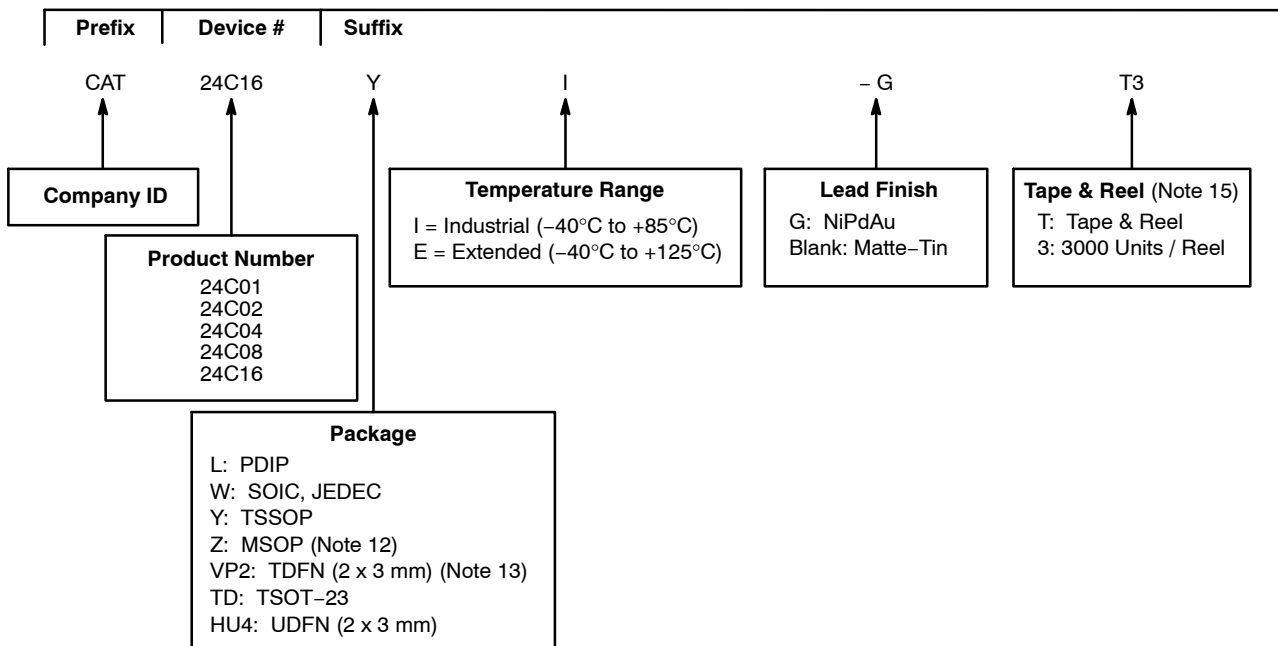 Prefix Device # Suffix
CAT 24C16 Y I – G T3
Company ID
Product Number
24C01
24C02
24C04
24C08
24C16
Package
L: PDIP
W: SOIC, JEDEC
Y: TSSOP
Z: MSOP (Note 12)
VP2: TDFN (2 x 3 mm) (Note 13)
TD: TSOT–23
HU4: UDFN (2 x 3 mm)
Temperature Range
I = Industrial (–40°C to +85°C)
E = Extended (–40°C to +125°C)
Lead Finish
G: NiPdAu
Blank: Matte–Tin
Tape & Reel (Note 15)
T: Tape & Reel
3: 3000 Units / Reel